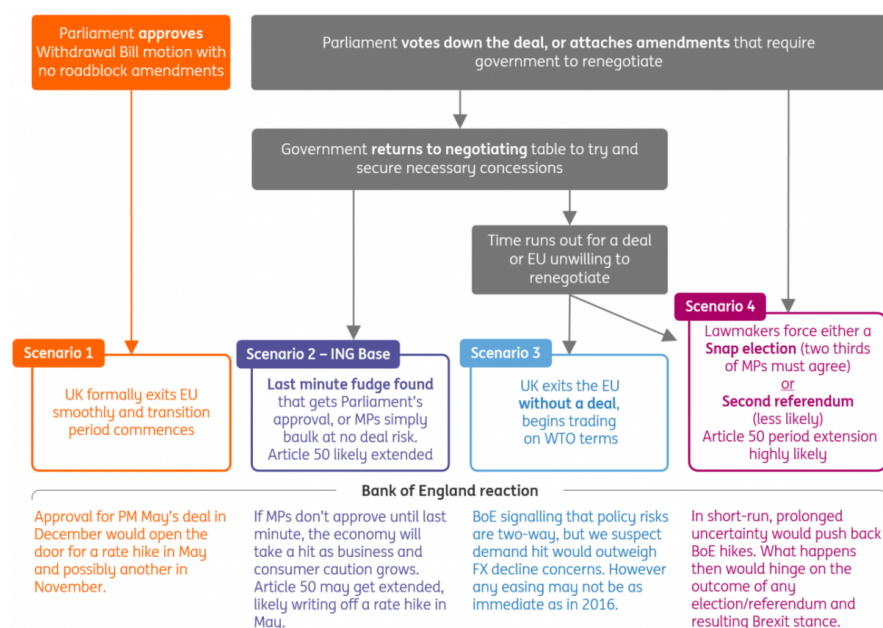 Parliament approves
Withdrawal Bill motion with
no roadblock amendments
Parliament votes down the deal, or attaches amendments that require
government to renegotiate
Government returns to negotiating table to try and
secure necessary concessions
Time runs out for a deal
or EU unwilling to
renegotiate
Scenario 1
UK formally exits EU
smoothly and transition
period commences
Scenario 2 – ING Base
Last minute fudge found
that gets Parliament's
approval, or MPs simply
baulk at no deal risk.
Article 50 likely extended
Scenario 3
UK exits the EU
without a deal,
begins trading
on WTO terms
Scenario 4
Lawmakers force either a
Snap election (two thirds
of MPs must agree)
or
Second referendum
(less likely)
Article 50 period extension
highly likely
Bank of England reaction
Approval for PM May's deal in
December would open the
door for a rate hike in May
and possibly another in
November.
If MPs don't approve until last
minute, the economy will
take a hit as business and
consumer caution grows.
Article 50 may get extended,
likely writing off a rate hike in
May.
BoE signalling that policy risks
are two-way, but we suspect
demand hit would outweigh
FX decline concerns. However
any easing may not be as
immediate as in 2016.
In short-run, prolonged
uncertainty would push back
BoE hikes. What happens
then would hinge on the
outcome of any
election/referendum and
resulting Brexit stance.